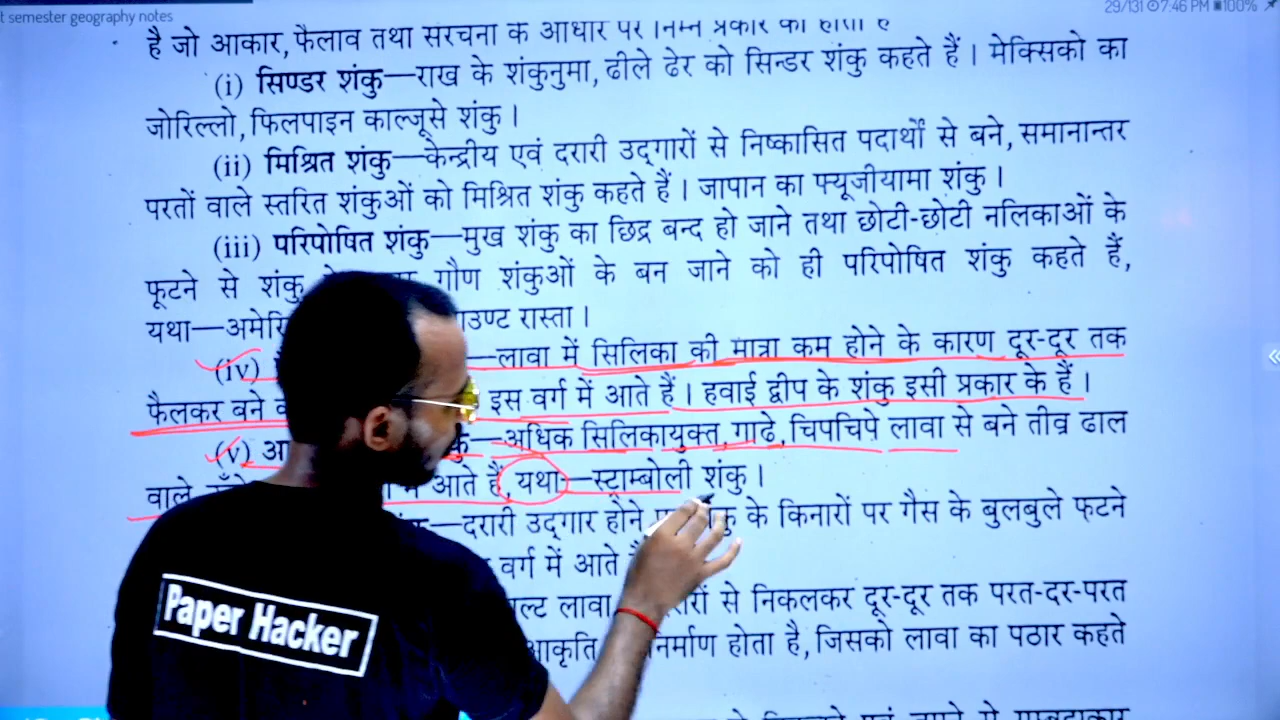 t semester geography notes
29/131 7:46 PM 100%
है जो आकार, फैलाव तथा संरचना के आधार पर निम्न प्रकार का होता है
(i) सिण्डर शंकु—राख के शंकुनुमा, ढीले ढेर को सिन्डर शंकु कहते हैं। मेक्सिको का
जोरिल्लो, फिलपाइन काल्जूसे शंकु।
(ii) मिश्रित शंकु—केन्द्रीय एवं दरारी उद्‌गारों से निष्कासित पदार्थों से बने, समानान्तर
परतों वाले स्तरित शंकुओं को मिश्रित शंकु कहते हैं। जापान का फ्यूजीयामा शंकु।
(iii) परिपोषित शंकु—मुख शंकु का छिद्र बन्द हो जाने तथा छोटी-छोटी नलिकाओं के
फूटने से शंकु गौण शंकुओं के बन जाने को ही परिपोषित शंकु कहते हैं,
यथा—रास्ता।
(iv) —लावा में सिलिका की मात्रा कम होने के कारण दूर-दूर तक
फैलकर बने इस वर्ग में आते हैं। हवाई द्वीप के शंकु इसी प्रकार के हैं।
(v) —अधिक सिलिकायुक्त, गाढे, चिपचिपे लावा से बने तीव्र ढाल
वाले आते हैं, यथा—स्ट्राम्बोली शंकु।
—दरारी उद्‌गार होने के किनारों पर गैस के बुलबुले फटने
वर्ग में आते
लावा से निकलकर दूर-दूर तक परत-दर-परत
आकृति निर्माण होता है, जिसको लावा का पठार कहते
Paper Hacker